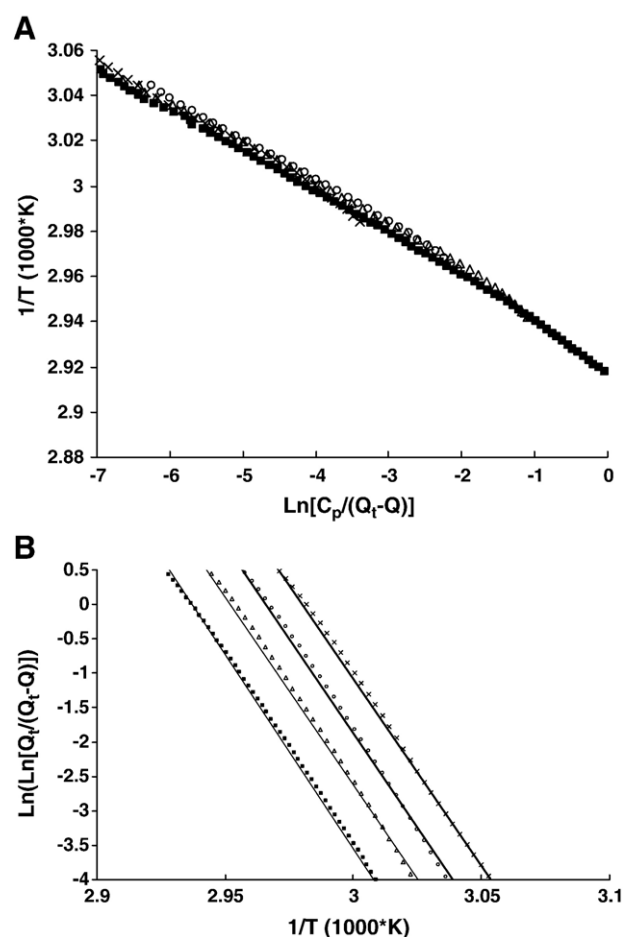 A
3.06
3.04
3.02
3
2.98
2.96
2.94
2.92
2.9
2.88
1/T (1000*K)
-7 -6 -5 -4 -3 -2 -1 0
Ln[Cp/(Qt-Q)]
B
0.5
0
-0.5
-1
-1.5
-2
-2.5
-3
-3.5
-4
Ln(Ln[Qt/(Qt-Q)])
2.9 2.95 3 3.05 3.1
1/T (1000*K)